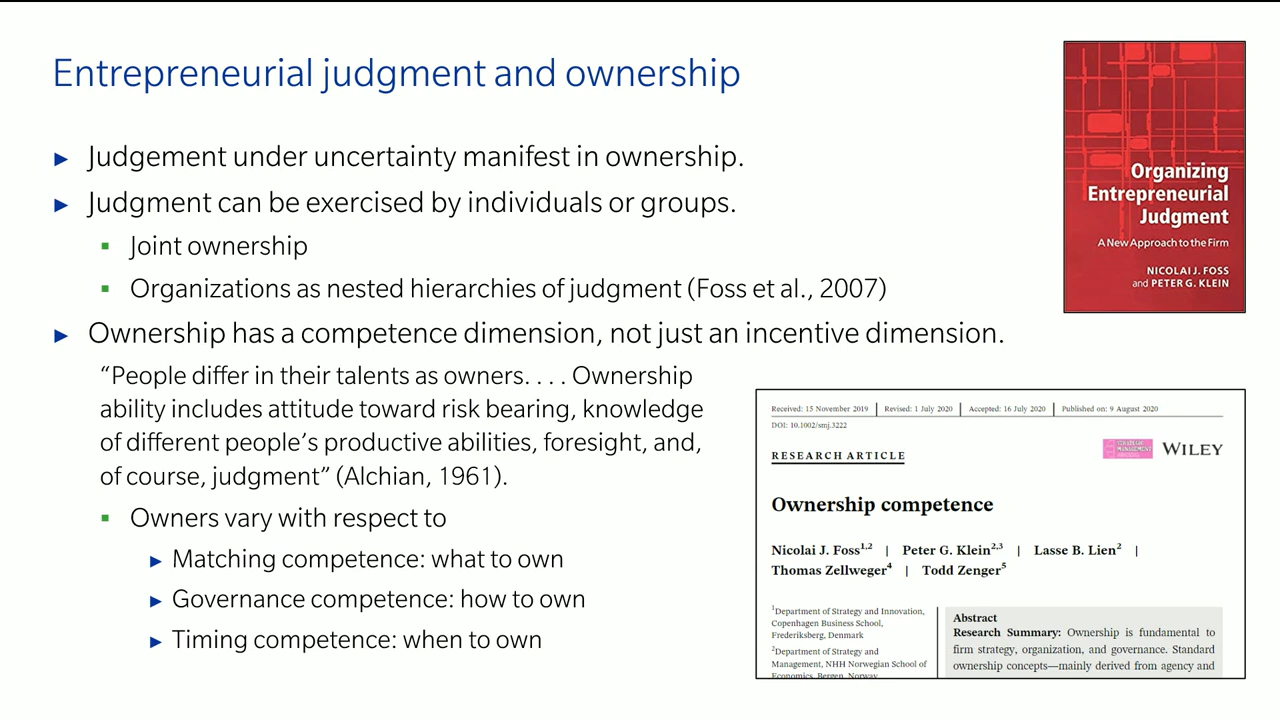 Entrepreneurial judgment and ownership
► Judgement under uncertainty manifest in ownership.
► Judgment can be exercised by individuals or groups.
▪ Joint ownership
▪ Organizations as nested hierarchies of judgment (Foss et al., 2007)
► Ownership has a competence dimension, not just an incentive dimension.
“People differ in their talents as owners. . . . Ownership
ability includes attitude toward risk bearing, knowledge
of different people’s productive abilities, foresight, and,
of course, judgment” (Alchian, 1961).
▪ Owners vary with respect to
► Matching competence: what to own
► Governance competence: how to own
► Timing competence: when to own
Organizing
Entrepreneurial
Judgment
A New Approach to the Firm
NICOLAI J. FOSS
and PETER G. KLEIN
Received: 15 November 2019 | Revised: 1 July 2020 | Accepted: 16 July 2020 | Published on: 9 August 2020
DOI: 10.1002/smj.3222
RESEARCH ARTICLE
WILEY
Ownership competence
Nicolai J. Foss1,2 | Peter G. Klein2,3 | Lasse B. Lien2 |
Thomas Zellweger4 | Todd Zenger5
1Department of Strategy and Innovation,
Copenhagen Business School,
Frederiksberg, Denmark
2Department of Strategy and
Management, NHH Norwegian School of
Economics, Bergen, Norway
Abstract
Research Summary: Ownership is fundamental to
firm strategy, organization, and governance. Standard
ownership concepts—mainly derived from agency and